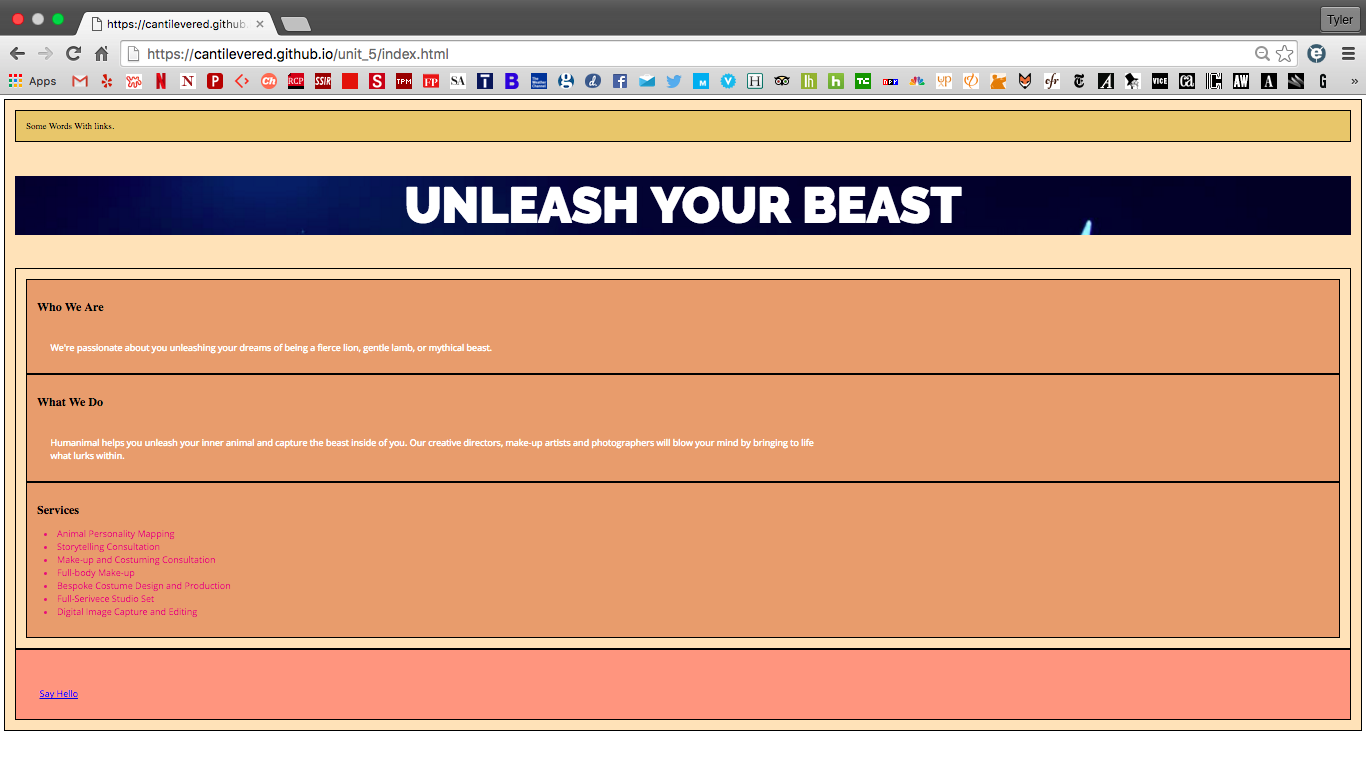 https://cantilevered.github
Tyler
https://cantilevered.github.io/unit_5/index.html
Apps
Some Words With links.
UNLEASH YOUR BEAST
Who We Are
We're passionate about you unleashing your dreams of being a fierce lion, gentle lamb, or mythical beast.
What We Do
Humanimal helps you unleash your inner animal and capture the beast inside of you. Our creative directors, make-up artists and photographers will blow your mind by bringing to life
what lurks within.
Services
• Animal Personality Mapping
• Storytelling Consultation
• Make-up and Costuming Consultation
• Full-body Make-up
• Bespoke Costume Design and Production
• Full-Serivece Studio Set
• Digital Image Capture and Editing
Say Hello